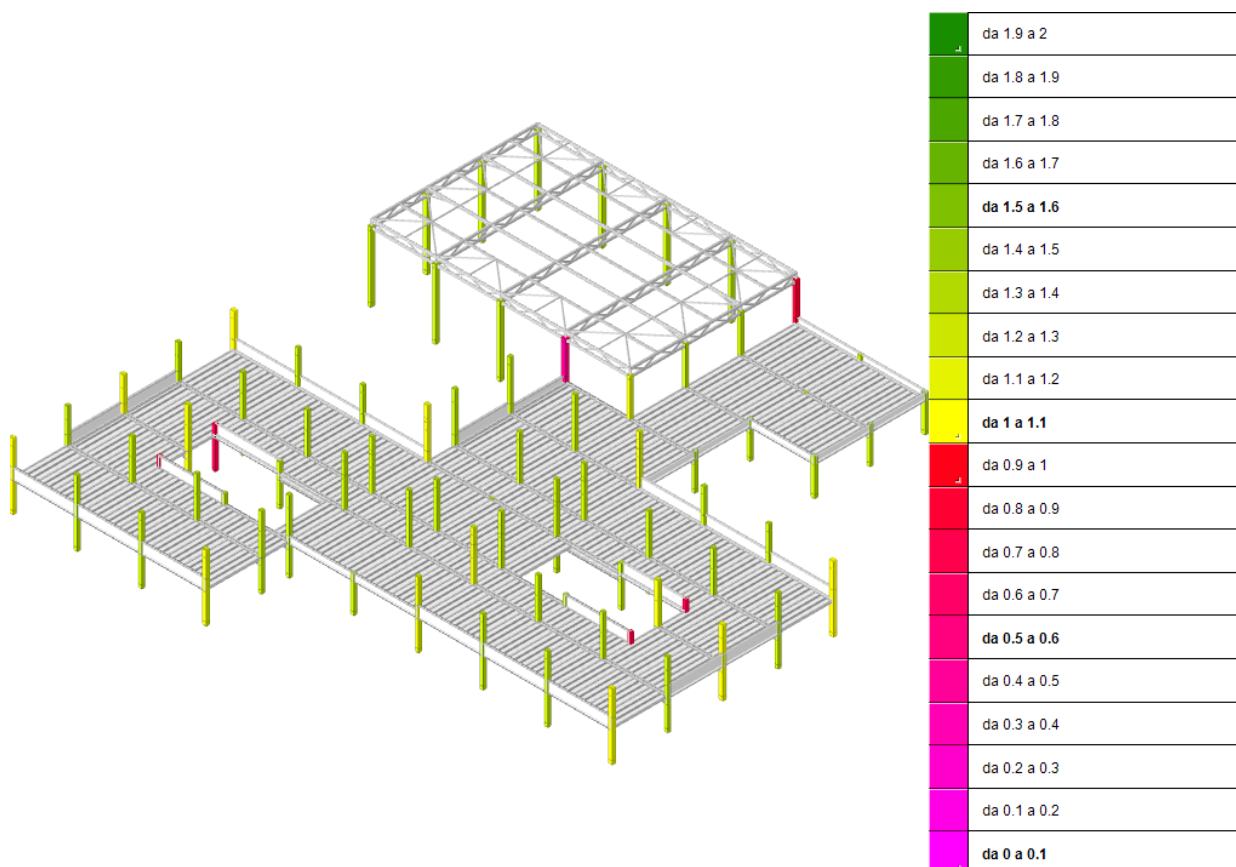 da 1.9 a 2
da 1.8 a 1.9
da 1.7 a 1.8
da 1.6 a 1.7
da 1.5 a 1.6
da 1.4 a 1.5
da 1.3 a 1.4
da 1.2 a 1.3
da 1.1 a 1.2
da 1 a 1.1
da 0.9 a 1
da 0.8 a 0.9
da 0.7 a 0.8
da 0.6 a 0.7
da 0.5 a 0.6
da 0.4 a 0.5
da 0.3 a 0.4
da 0.2 a 0.3
da 0.1 a 0.2
da 0 a 0.1